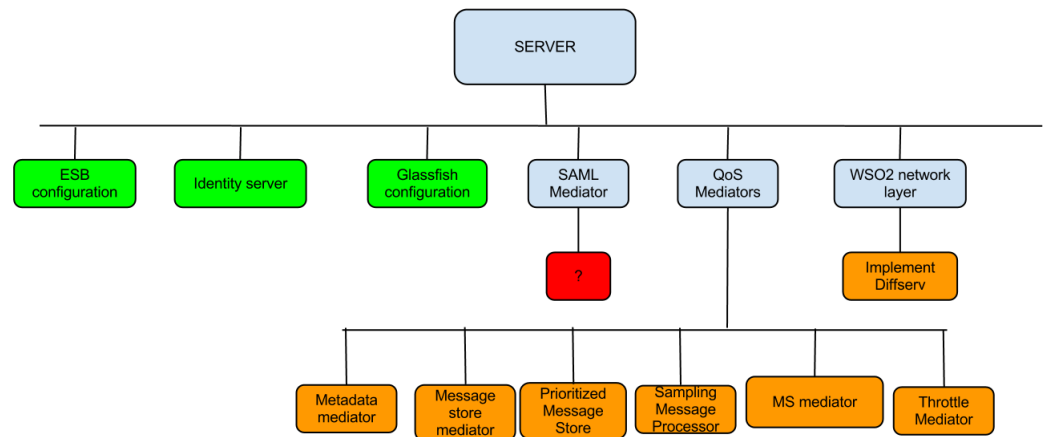 SERVER
ESB
configuration
Identity server
Glassfish
configuration
SAML
Mediator
QoS
Mediators
WSO2 network
layer
?
Implement
Diffserv
Metadata
mediator
Message
store
mediator
Prioritized
Message
Store
Sampling
Message
Processor
MS mediator
Throttle
Mediator